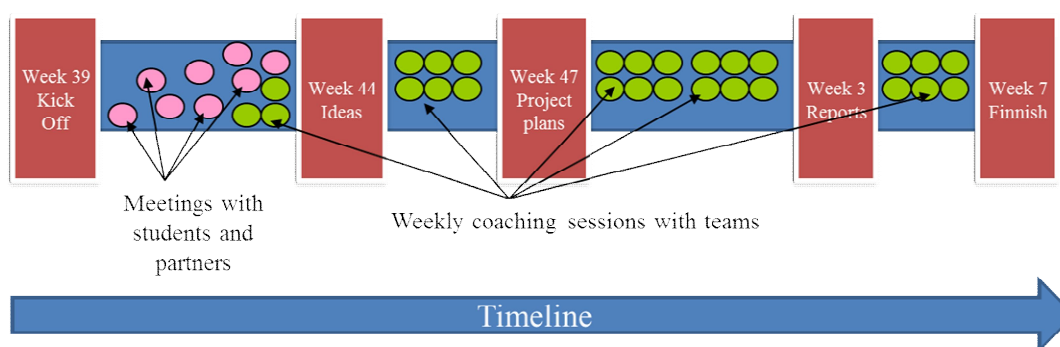 Week 39
Kick
Off
Week 44
Ideas
Week 47
Project
plans
Week 3
Reports
Week 7
Finnish
Meetings with
students and
partners
Weekly coaching sessions with teams
Timeline